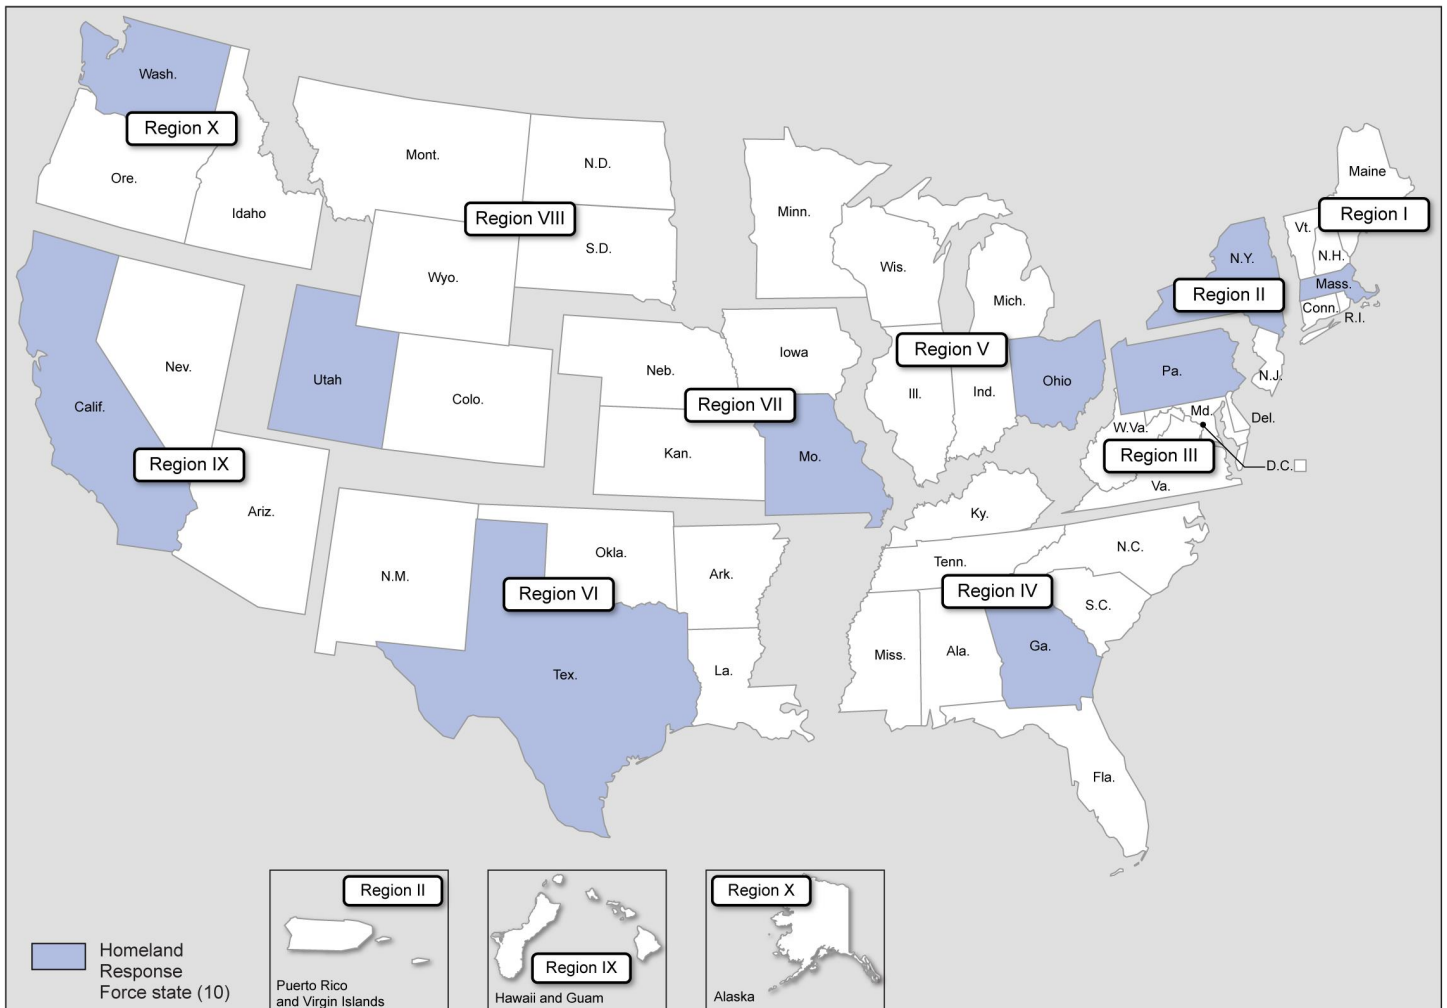 Wash.
Region X
Ore.
Idaho
Mont.
N.D.
Region VIII
S.D.
Wyo.
Minn.
Wis.
Mich.
Maine
Region I
Vt.
N.H.
N.Y.
Mass.
Region II
Conn.
R.I.
Calif.
Nev.
Utah
Colo.
Neb.
Iowa
Region V
Ill.
Ind.
Ohio
Pa.
N.J.
Region VII
Kan.
Mo.
Md.
Del.
W.Va.
Region III
D.C.
Va.
Region IX
Ariz.
N.M.
Okla.
Ark.
Region VI
Tex.
La.
Ky.
Tenn.
N.C.
Region IV
S.C.
Miss.
Ala.
Ga.
Fla.
Homeland
Response
Force state (10)
Region II
Puerto Rico
and Virgin Islands
Region IX
Hawaii and Guam
Region X
Alaska